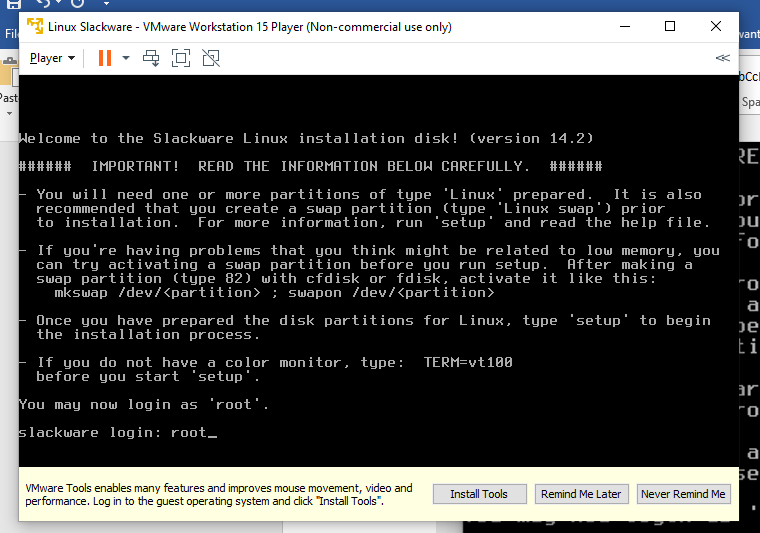 Linux Slackware - VMware Workstation 15 Player (Non-commercial use only)
Player
Welcome to the Slackware Linux installation disk! (version 14.2)
###### IMPORTANT! READ THE INFORMATION BELOW CAREFULLY. ######
- You will need one or more partitions of type 'Linux' prepared. It is also
recommended that you create a swap partition (type 'Linux swap') prior
to installation. For more information, run 'setup' and read the help file.
- If you're having problems that you think might be related to low memory, you
can try activating a swap partition before you run setup. After making a
swap partition (type 82) with cfdisk or fdisk, activate it like this:
mkswap /dev/<partition> ; swapon /dev/<partition>
- Once you have prepared the disk partitions for Linux, type 'setup' to begin
the installation process.
- If you do not have a color monitor, type: TERM=vt100
before you start 'setup'.
You may now login as 'root'.
slackware login: root_
VMware Tools enables many features and improves mouse movement, video and
performance. Log in to the guest operating system and click "Install Tools".
Install Tools
Remind Me Later
Never Remind Me